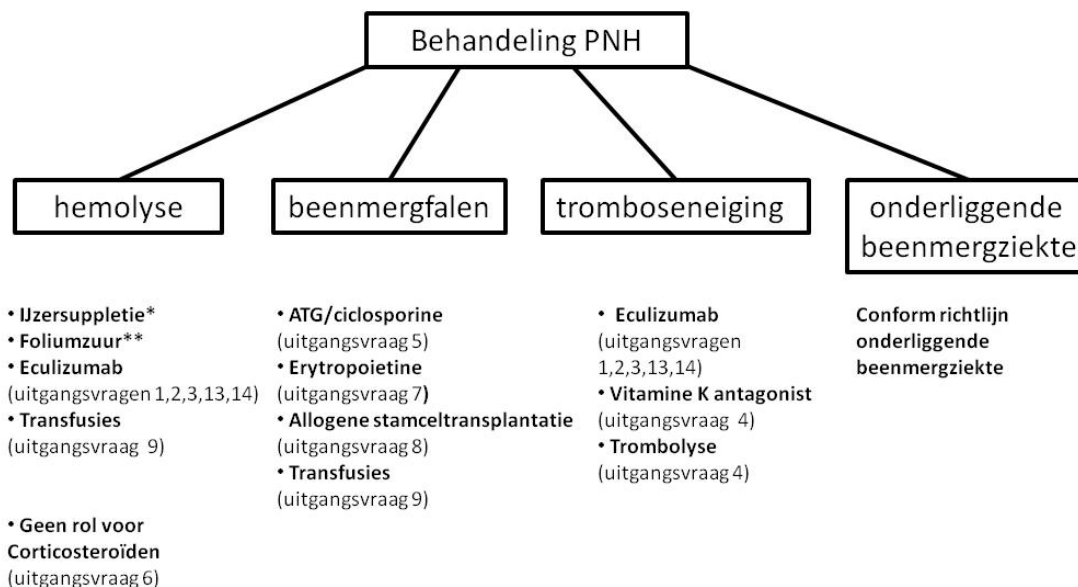 Behandeling PNH
hemolyse
• IJzersuppletie*
• Foliumzuur**
• Eculizumab
(uitgangsvragen 1,2,3,13,14)
• Transfusies
(uitgangsvraag 9)
• Geen rol voor
Corticosteroïden
(uitgangsvraag 6)
beenmergfalen
• ATG/ciclosporine
(uitgangsvraag 5)
• Erytropoietine
(uitgangsvraag 7)
• Allogene stamceltransplantatie
(uitgangsvraag 8)
• Transfusies
(uitgangsvraag 9)
tromboseneiging
• Eculizumab
(uitgangsvragen
1,2,3,13,14)
• Vitamine K antagonist
(uitgangsvraag 4)
• Trombolyse
(uitgangsvraag 4)
onderliggende
beenmergziekte
Conform richtlijn
onderliggende
beenmergziekte